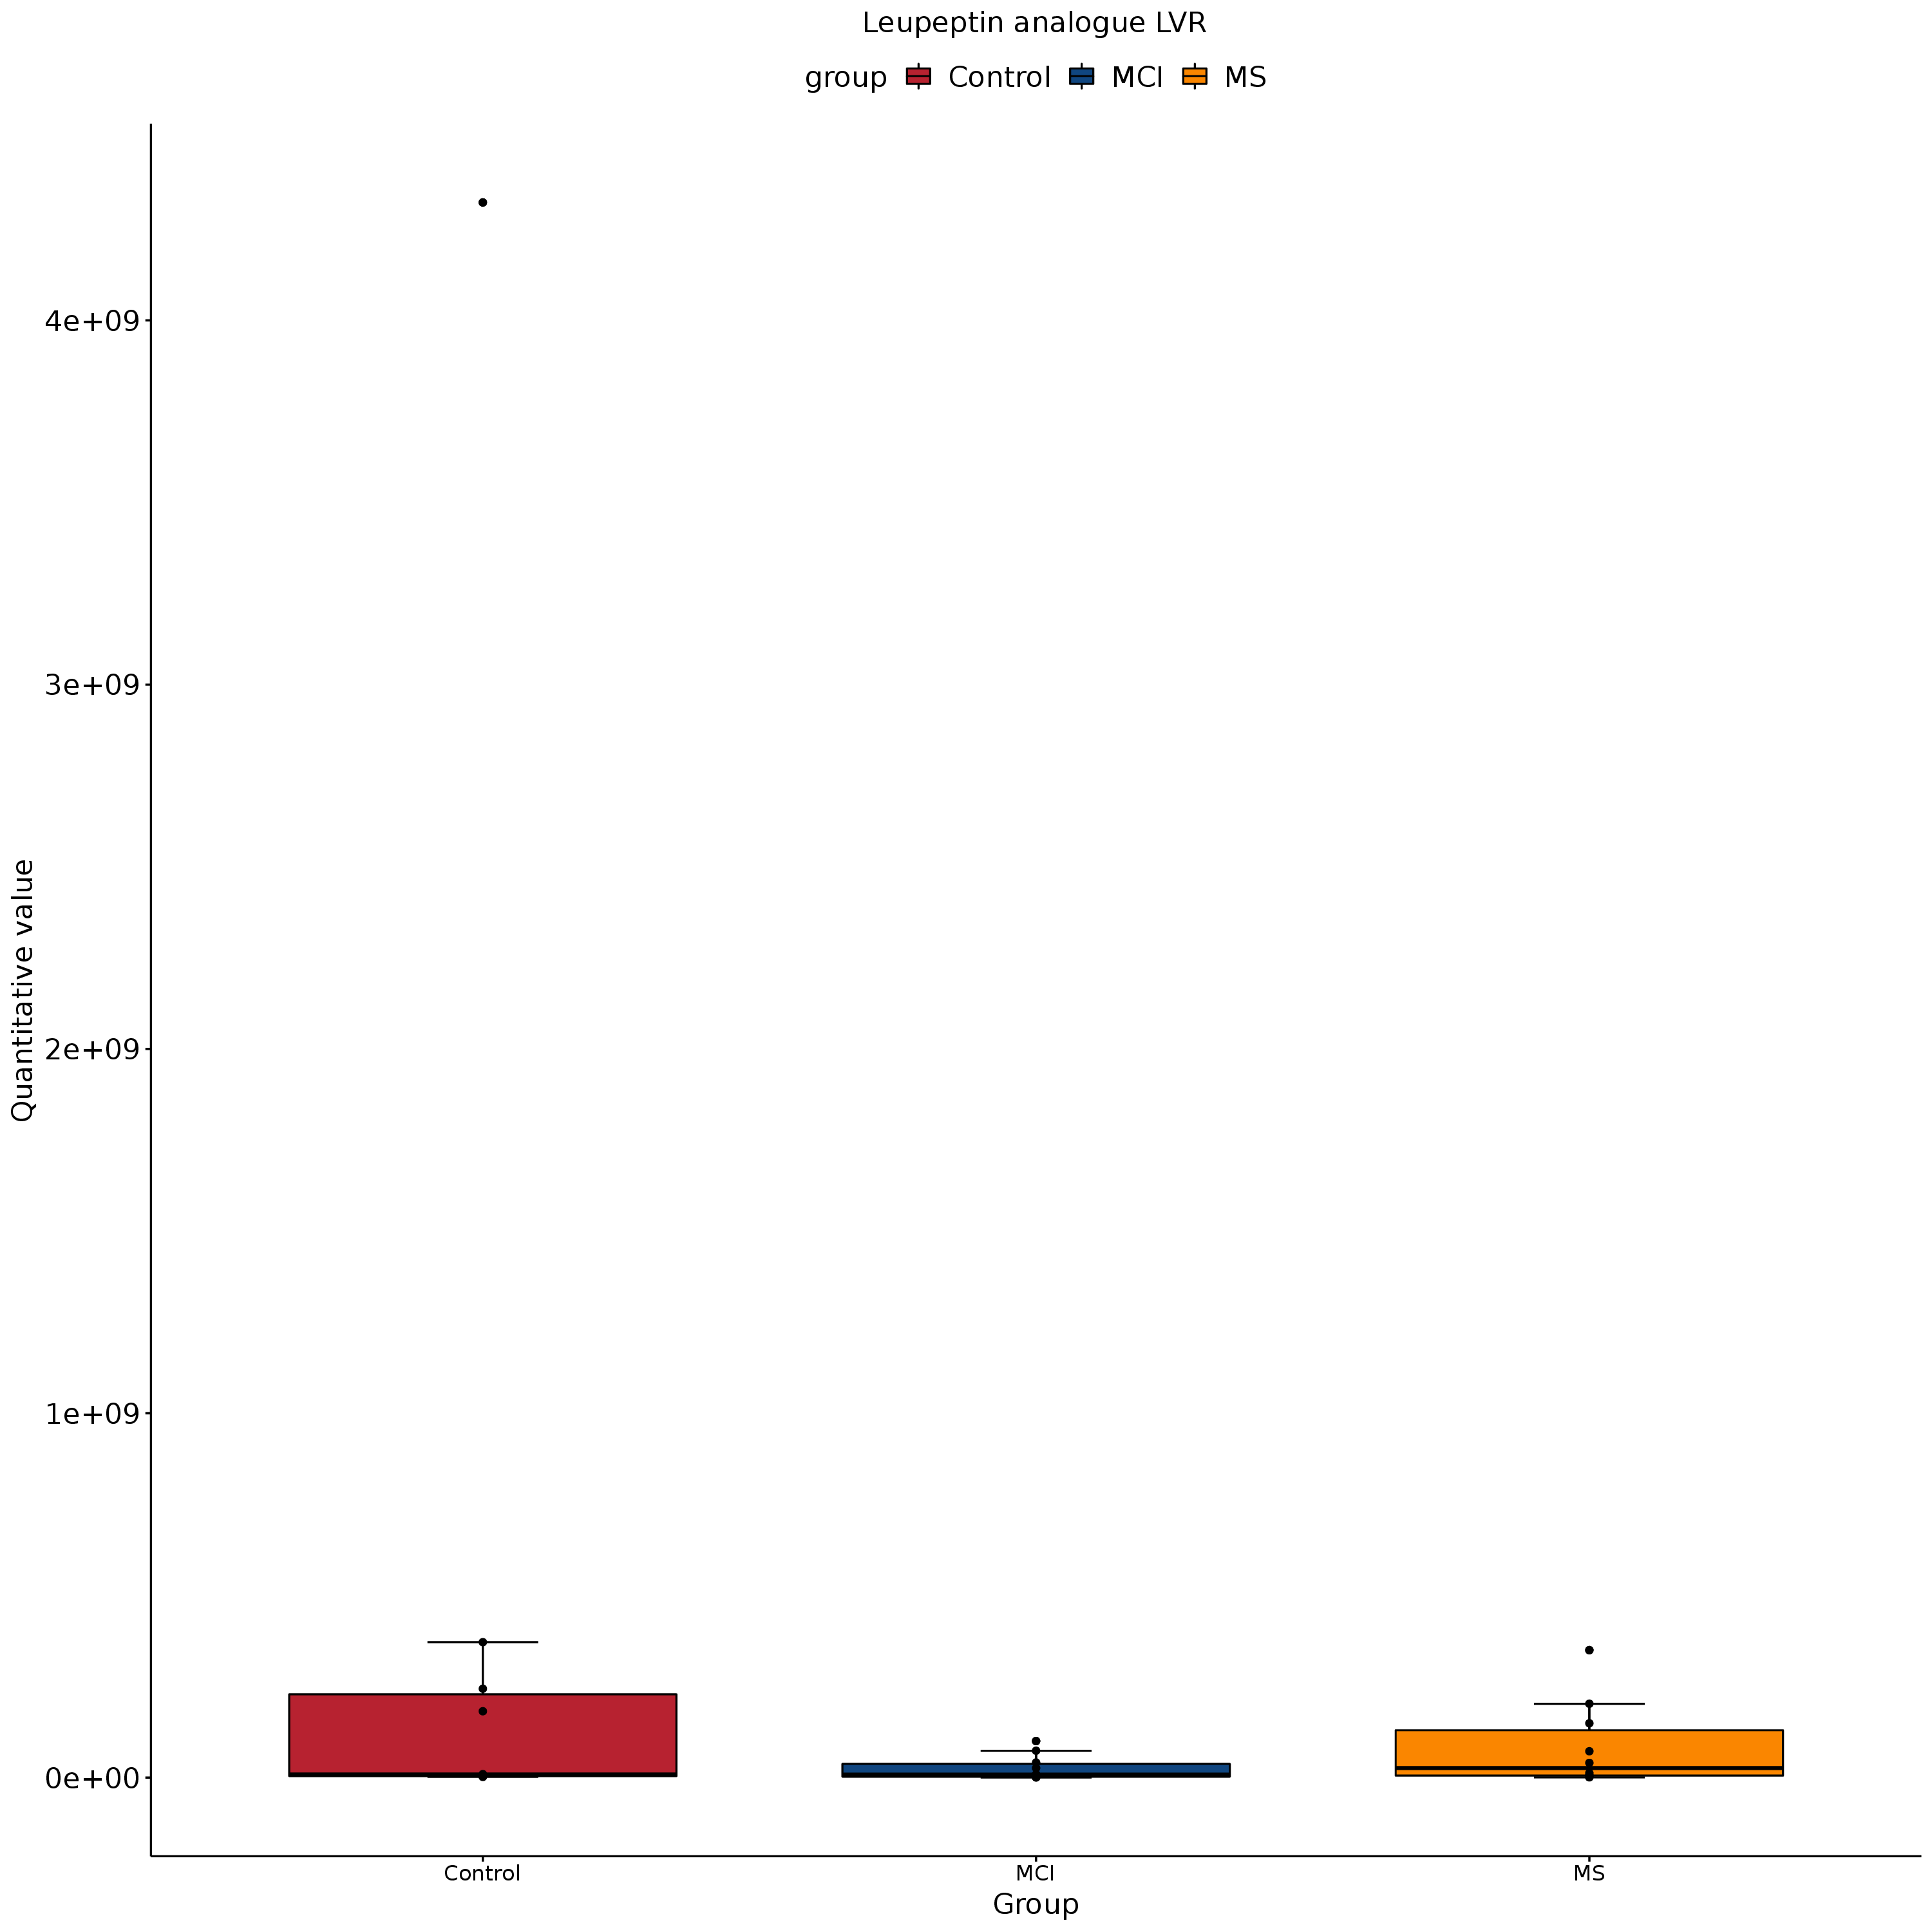 Leupeptin analogue LVR
group Control MCI MS
Quantitative value
4e+09
3e+09
2e+09
1e+09
0e+00
Control MCI MS
Group